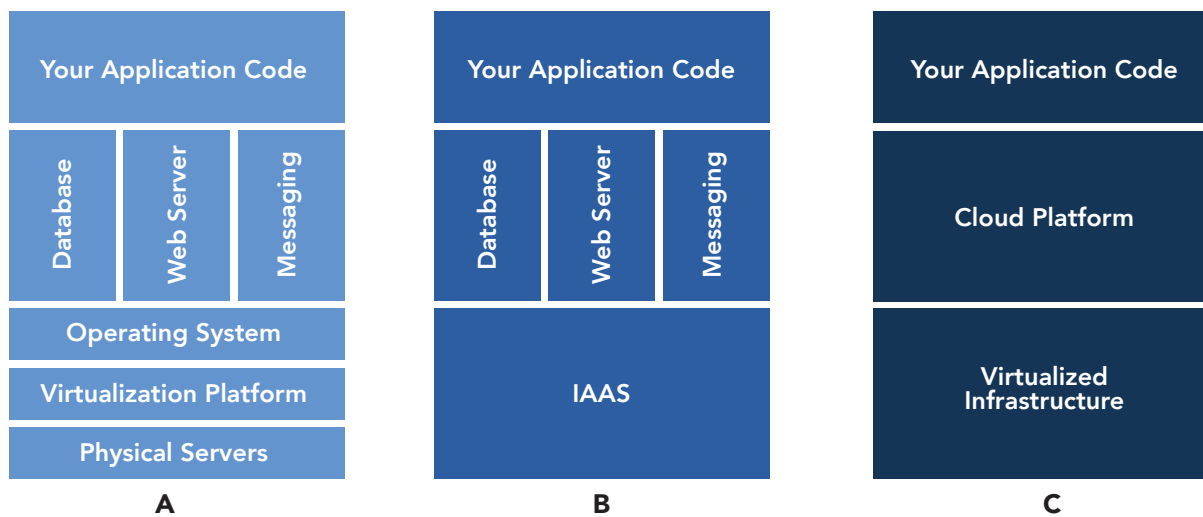 Your Application Code
Database
Web Server
Messaging
Operating System
Virtualization Platform
Physical Servers
A
Your Application Code
Database
Web Server
Messaging
IAAS
B
Your Application Code
Cloud Platform
Virtualized
Infrastructure
C